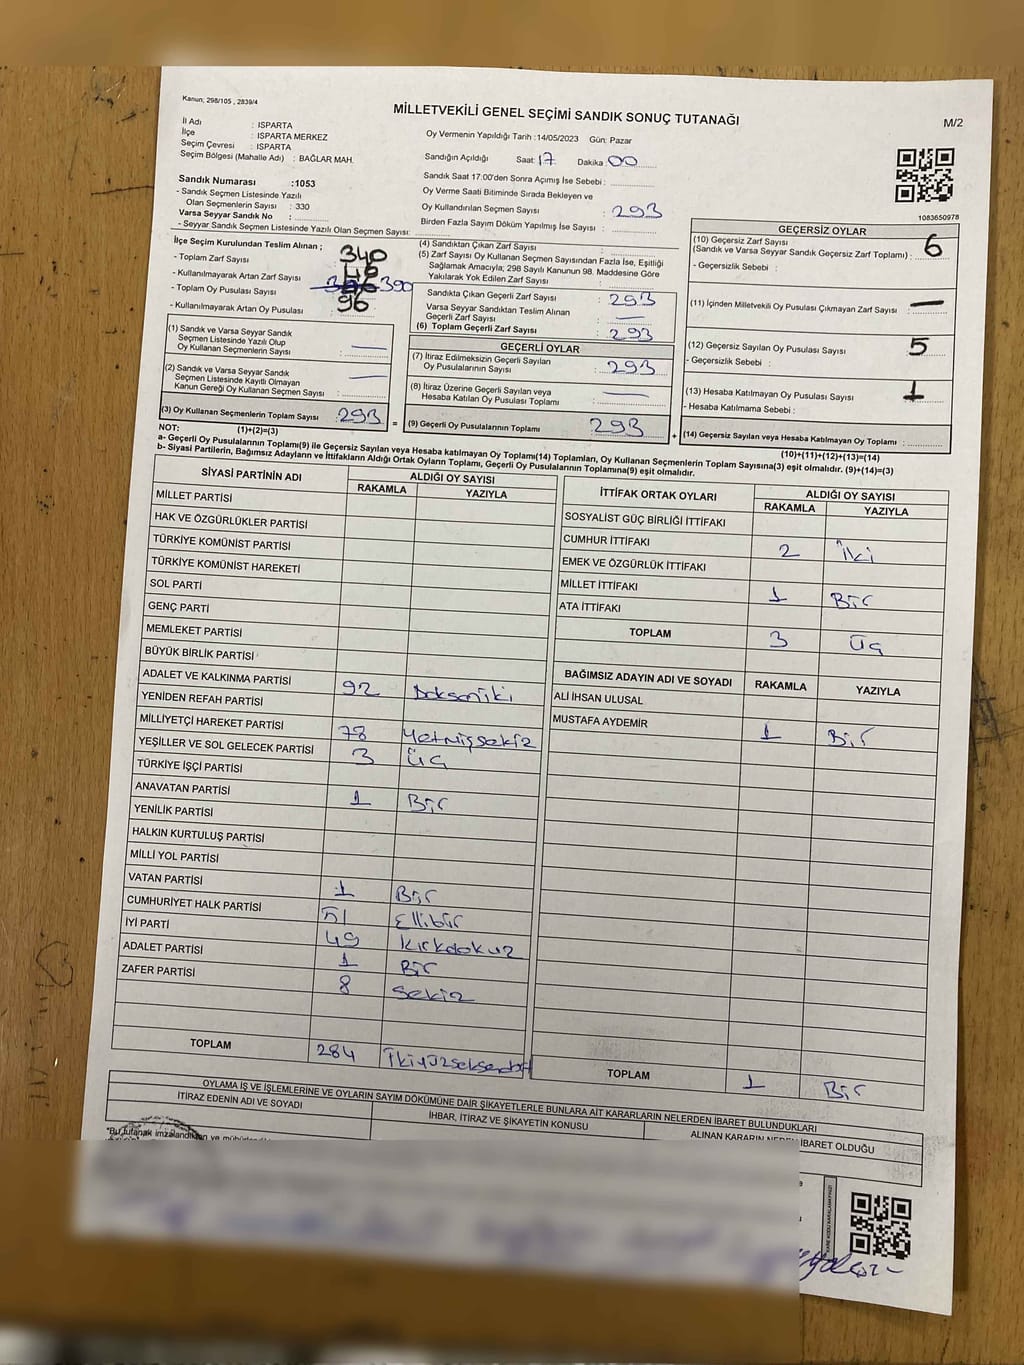 Kanun; 298/105 , 2839/4
MİLLETVEKİLİ GENEL SEÇİMİ SANDIK SONUÇ TUTANAĞI
M/2
İl Adı : ISPARTA
İlçe : ISPARTA MERKEZ
Seçim Çevresi : ISPARTA
Seçim Bölgesi (Mahalle Adı) : BAĞLAR MAH.
Oy Vermenin Yapıldığı Tarih :14/05/2023 Gün: Pazar
Sandığın Açıldığı Saat: 17 Dakika: 00
Sandık Saat 17.00'den Sonra Açımış İse Sebebi :
Oy Verme Saati Bitiminde Sırada Bekleyen ve
Oy Kullandırılan Seçmen Sayısı : 293
Birden Fazla Sayım Döküm Yapılmış İse Sayısı :
Sandık Numarası :1053
- Sandık Seçmen Listesinde Yazılı
Olan Seçmenlerin Sayısı : 330
Varsa Seyyar Sandık No :
- Seyyar Sandık Seçmen Listesinde Yazılı Olan Seçmen Sayısı:
1083650978
İlçe Seçim Kurulundan Teslim Alınan ;
- Toplam Zarf Sayısı : 340
- Kullanılmayarak Artan Zarf Sayısı :
- Toplam Oy Pusulası Sayısı : 390
- Kullanılmayarak Artan Oy Pusulası : 96
(1) Sandık ve Varsa Seyyar Sandık
Seçmen Listesinde Yazılı Olup
Oy Kullanan Seçmenlerin Sayısı : —
(2) Sandık ve Varsa Seyyar Sandık
Seçmen Listesinde Kayıtlı Olmayan
Kanun Gereği Oy Kullanan Seçmen Sayısı : —
(3) Oy Kullanan Seçmenlerin Toplam Sayısı : 293
(1)+(2)=(3)
(4) Sandıktan Çıkan Zarf Sayısı :
(5) Zarf Sayısı Oy Kullanan Seçmen Sayısından Fazla İse, Eşitliği
Sağlamak Amacıyla; 298 Sayılı Kanunun 98. Maddesine Göre
Yakılarak Yok Edilen Zarf Sayısı :
Sandıkta Çıkan Geçerli Zarf Sayısı : 293
Varsa Seyyar Sandıktan Teslim Alınan
Geçerli Zarf Sayısı : —
(6) Toplam Geçerli Zarf Sayısı : 293
GEÇERLİ OYLAR
(7) İtiraz Edilmeksizin Geçerli Sayılan
Oy Pusulalarının Sayısı : 293
(8) İtiraz Üzerine Geçerli Sayılan veya
Hesaba Katılan Oy Pusulası Toplamı : —
= (9) Geçerli Oy Pusulalarının Toplamı : 293
GEÇERSİZ OYLAR
(10) Geçersiz Zarf Sayısı
(Sandık ve Varsa Seyyar Sandık Geçersiz Zarf Toplamı) : 6
- Geçersizlik Sebebi :
(11) İçinden Milletvekili Oy Pusulası Çıkmayan Zarf Sayısı : —
(12) Geçersiz Sayılan Oy Pusulası Sayısı : 5
- Geçersizlik Sebebi :
(13) Hesaba Katılmayan Oy Pusulası Sayısı : 1
- Hesaba Katılmama Sebebi :
+ (14) Geçersiz Sayılan veya Hesaba Katılmayan Oy Toplamı :
(10)+(11)+(12)+(13)=(14)
NOT:
a- Geçerli Oy Pusulalarının Toplamı(9) ile Geçersiz Sayılan veya Hesaba katılmayan Oy Toplamı(14) Toplamları, Oy Kullanan Seçmenlerin Toplam Sayısına(3) eşit olmalıdır. (9)+(14)=(3)
b- Siyasi Partilerin, Bağımsız Adayların ve İttifakların Aldığı Ortak Oyların Toplamı, Geçerli Oy Pusulalarının Toplamına(9) eşit olmalıdır.
SİYASİ PARTİNİN ADI ALDIĞI OY SAYISI
RAKAMLA YAZIYLA
MİLLET PARTİSİ
HAK VE ÖZGÜRLÜKLER PARTİSİ
TÜRKİYE KOMÜNİST PARTİSİ
TÜRKİYE KOMÜNİST HAREKETİ
SOL PARTİ
GENÇ PARTİ
MEMLEKET PARTİSİ
BÜYÜK BİRLİK PARTİSİ
ADALET VE KALKINMA PARTİSİ 92 Doksaniki
YENİDEN REFAH PARTİSİ
MİLLİYETÇİ HAREKET PARTİSİ 78 Yetmişsekiz
YEŞİLLER VE SOL GELECEK PARTİSİ 3 Üç
TÜRKİYE İŞÇİ PARTİSİ
ANAVATAN PARTİSİ 1 Bir
YENİLİK PARTİSİ
HALKIN KURTULUŞ PARTİSİ
MİLLİ YOL PARTİSİ
VATAN PARTİSİ 1 Bir
CUMHURİYET HALK PARTİSİ 51 Ellibir
İYİ PARTİ 49 Kırkdokuz
ADALET PARTİSİ 1 Bir
ZAFER PARTİSİ 8 Sekiz
TOPLAM 284 İkiyüzseksendört
İTTİFAK ORTAK OYLARI ALDIĞI OY SAYISI
RAKAMLA YAZIYLA
SOSYALİST GÜÇ BİRLİĞİ İTTİFAKI
CUMHUR İTTİFAKI 2 İki
EMEK VE ÖZGÜRLÜK İTTİFAKI
MİLLET İTTİFAKI 1 Bir
ATA İTTİFAKI
TOPLAM 3 Üç
BAĞIMSIZ ADAYIN ADI VE SOYADI RAKAMLA YAZIYLA
ALİ İHSAN ULUSAL
MUSTAFA AYDEMİR 1 Bir
TOPLAM 1 Bir
OYLAMA İŞ VE İŞLEMLERİNE VE OYLARIN SAYIM DÖKÜMÜNE DAİR ŞİKAYETLERLE BUNLARA AİT KARARLARIN NELERDEN İBARET BULUNDUKLARI
İTİRAZ EDENİN ADI VE SOYADI İHBAR, İTİRAZ VE ŞİKAYETİN KONUSU ALINAN KARARIN NEDEN İBARET OLDUĞU
"Bu tutanak imzalandıktan ve